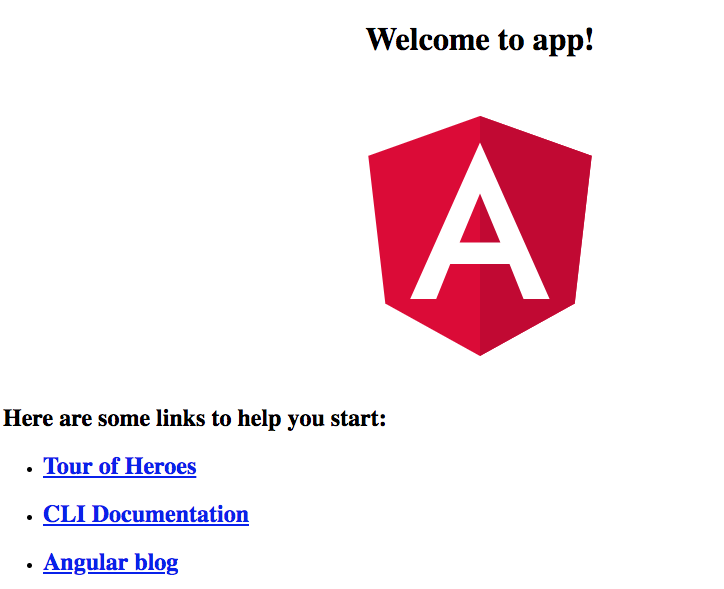 Welcome to app!
A
Here are some links to help you start:
Tour of Heroes
CLI Documentation
Angular blog